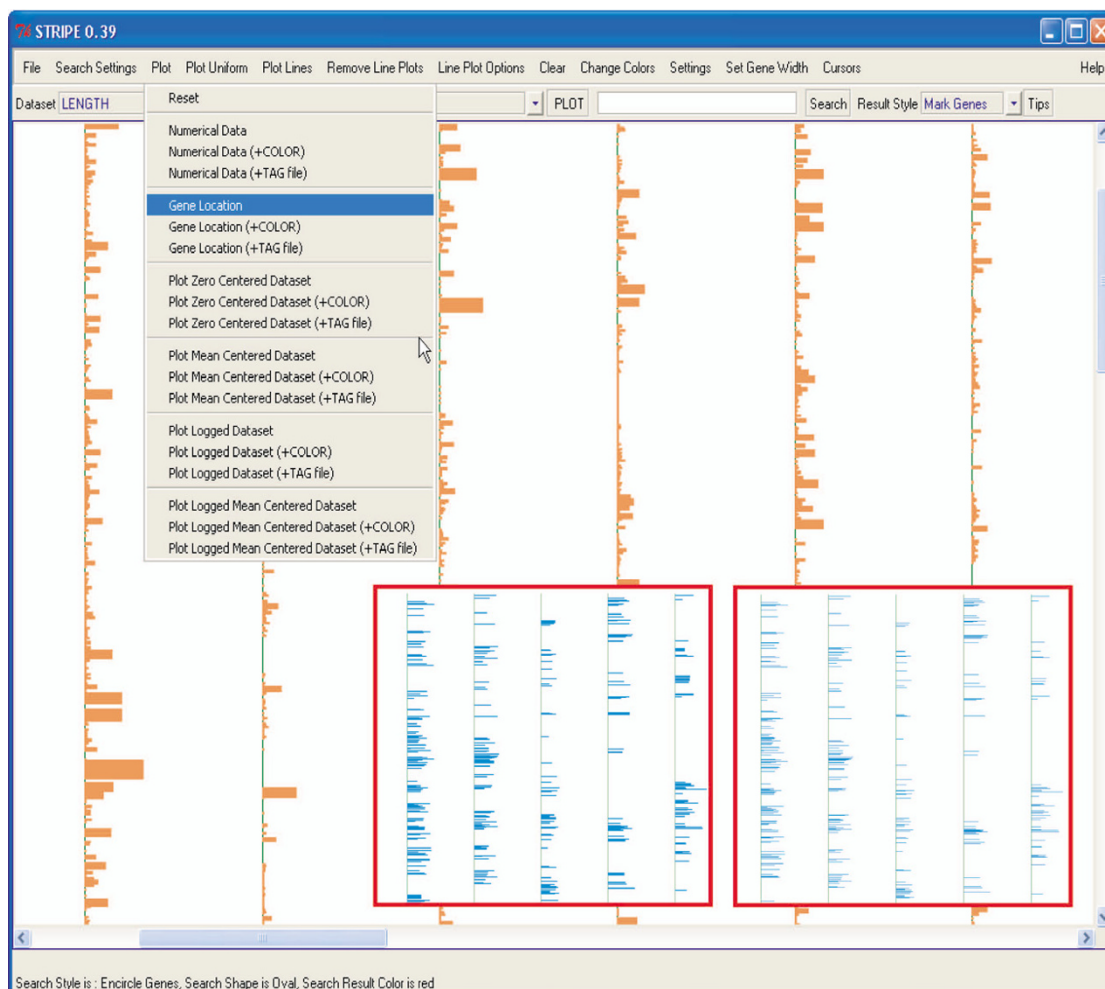 STRIPE 0.39
File Search Settings Plot Plot Uniform Plot Lines Remove Line Plots Line Plot Options Clear Change Colors Settings Set Gene Width Cursors Help
Dataset LENGTH PLOT Search Result Style Mark Genes Tips
Reset
Numerical Data
Numerical Data (+COLOR)
Numerical Data (+TAG file)
Gene Location
Gene Location (+COLOR)
Gene Location (+TAG file)
Plot Zero Centered Dataset
Plot Zero Centered Dataset (+COLOR)
Plot Zero Centered Dataset (+TAG file)
Plot Mean Centered Dataset
Plot Mean Centered Dataset (+COLOR)
Plot Mean Centered Dataset (+TAG file)
Plot Logged Dataset
Plot Logged Dataset (+COLOR)
Plot Logged Dataset (+TAG file)
Plot Logged Mean Centered Dataset
Plot Logged Mean Centered Dataset (+COLOR)
Plot Logged Mean Centered Dataset (+TAG file)
Search Style is : Encircle Genes, Search Shape is Oval, Search Result Color is red